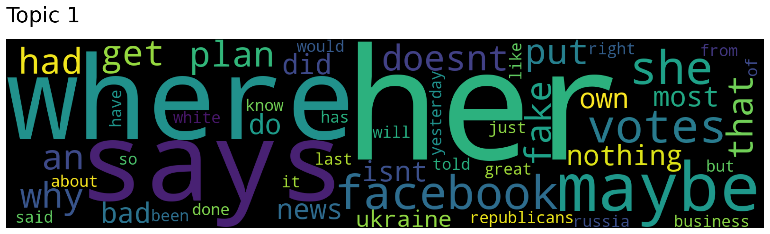 Topic 1
had get plan did would doesnt like put right she from of
where her have know do has white will yesterday just fake own most that
says votes
an so last isnt told great nothing
why about it facebook maybe but
said bad been done news ukraine republicans russia business